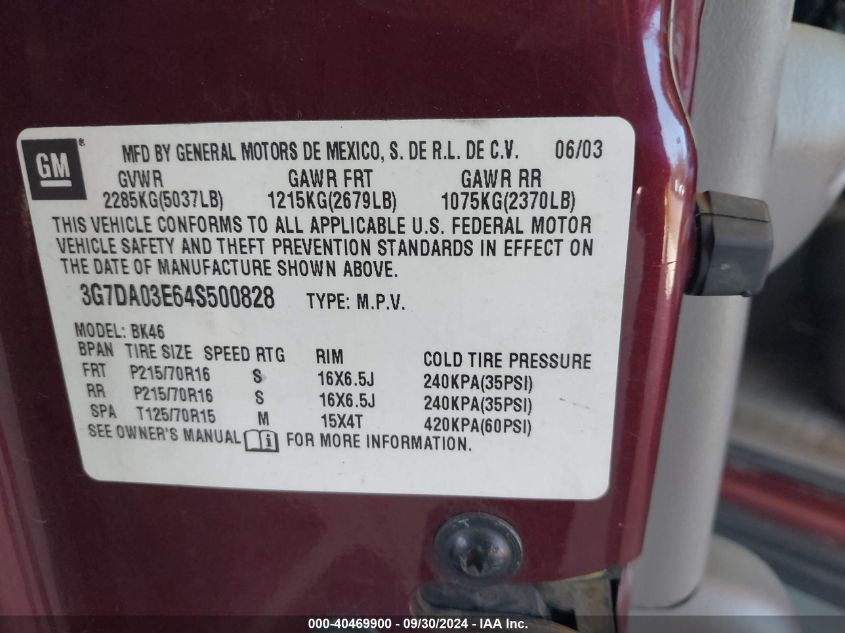 GM ®
MFD BY GENERAL MOTORS DE MEXICO, S. DE R.L. DE C.V. 06/03
GVWR GAWR FRT GAWR RR
2285KG(5037LB) 1215KG(2679LB) 1075KG(2370LB)
THIS VEHICLE CONFORMS TO ALL APPLICABLE U.S. FEDERAL MOTOR
VEHICLE SAFETY AND THEFT PREVENTION STANDARDS IN EFFECT ON
THE DATE OF MANUFACTURE SHOWN ABOVE.
3G7DA03E64S500828 TYPE: M.P.V.
MODEL: BK46
BPAN TIRE SIZE SPEED RTG RIM COLD TIRE PRESSURE
FRT P215/70R16 S 16X6.5J 240KPA(35PSI)
RR P215/70R16 S 16X6.5J 240KPA(35PSI)
SPA T125/70R15 M 15X4T 420KPA(60PSI)
SEE OWNER'S MANUAL i FOR MORE INFORMATION.
000-40469900 - 09/30/2024 - IAA Inc.